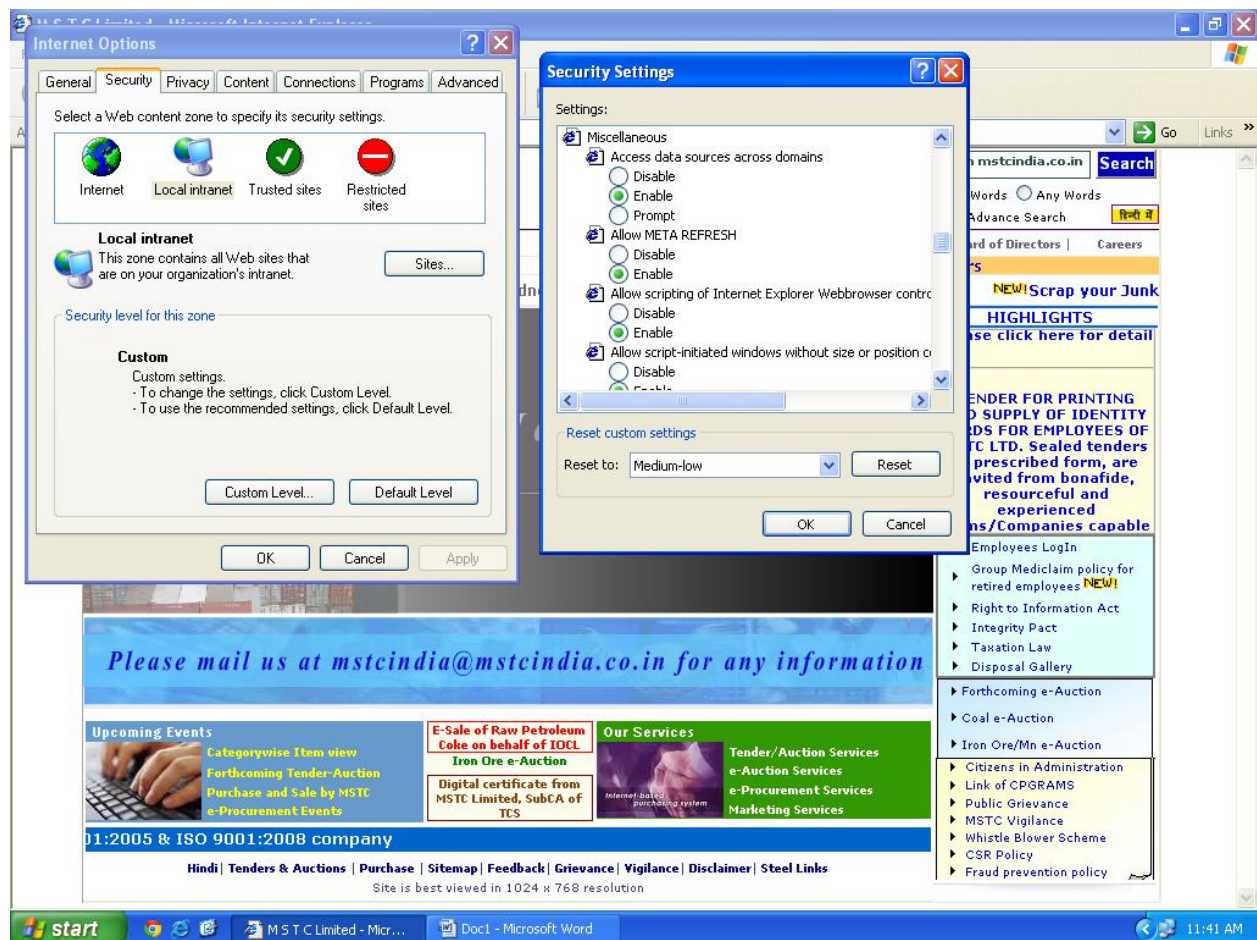 M S T C Limited - Microsoft Internet Explorer
Internet Options
General Security Privacy Content Connections Programs Advanced
Select a Web content zone to specify its security settings.
Internet Local intranet Trusted sites Restricted sites
Local intranet
This zone contains all Web sites that
are on your organization's intranet.
Sites...
Security level for this zone
Custom
Custom settings.
- To change the settings, click Custom Level.
- To use the recommended settings, click Default Level.
Custom Level... Default Level
OK Cancel Apply
Security Settings
Settings:
Miscellaneous
Access data sources across domains
Disable
Enable
Prompt
Allow META REFRESH
Disable
Enable
Allow scripting of Internet Explorer Webbrowser contro
Disable
Enable
Allow script-initiated windows without size or position co
Disable
Enable
Reset custom settings
Reset to: Medium-low Reset
OK Cancel
Go Links »
mstcindia.co.in Search
Words Any Words
Advance Search हिन्दी में
rd of Directors | Careers
NEW! Scrap your Junk
HIGHLIGHTS
se click here for detail
ENDER FOR PRINTING
SUPPLY OF IDENTITY
DS FOR EMPLOYEES OF
TC LTD. Sealed tenders
prescribed form, are
vited from bonafide,
resourceful and
experienced
ms/Companies capable
Employees LogIn
Group Mediclaim policy for
retired employees NEW!
Right to Information Act
Integrity Pact
Taxation Law
Disposal Gallery
Forthcoming e-Auction
Coal e-Auction
Iron Ore/Mn e-Auction
Citizens in Administration
Link of CPGRAMS
Public Grievance
MSTC Vigilance
Whistle Blower Scheme
CSR Policy
Fraud prevention policy
Please mail us at mstcindia@mstcindia.co.in for any information
Upcoming Events
Categorywise Item view
Forthcoming Tender-Auction
Purchase and Sale by MSTC
e-Procurement Events
E-Sale of Raw Petroleum
Coke on behalf of IOCL
Iron Ore e-Auction
Digital certificate from
MSTC Limited, SubCA of
TCS
Our Services
Internet-based
purchasing system
Tender/Auction Services
e-Auction Services
e-Procurement Services
Marketing Services
01:2005 & ISO 9001:2008 company
Hindi| Tenders & Auctions | Purchase | Sitemap| Feedback| Grievance| Vigilance| Disclaimer| Steel Links
Site is best viewed in 1024 x 768 resolution
start M S T C Limited - Micr... Doc1 - Microsoft Word 11:41 AM